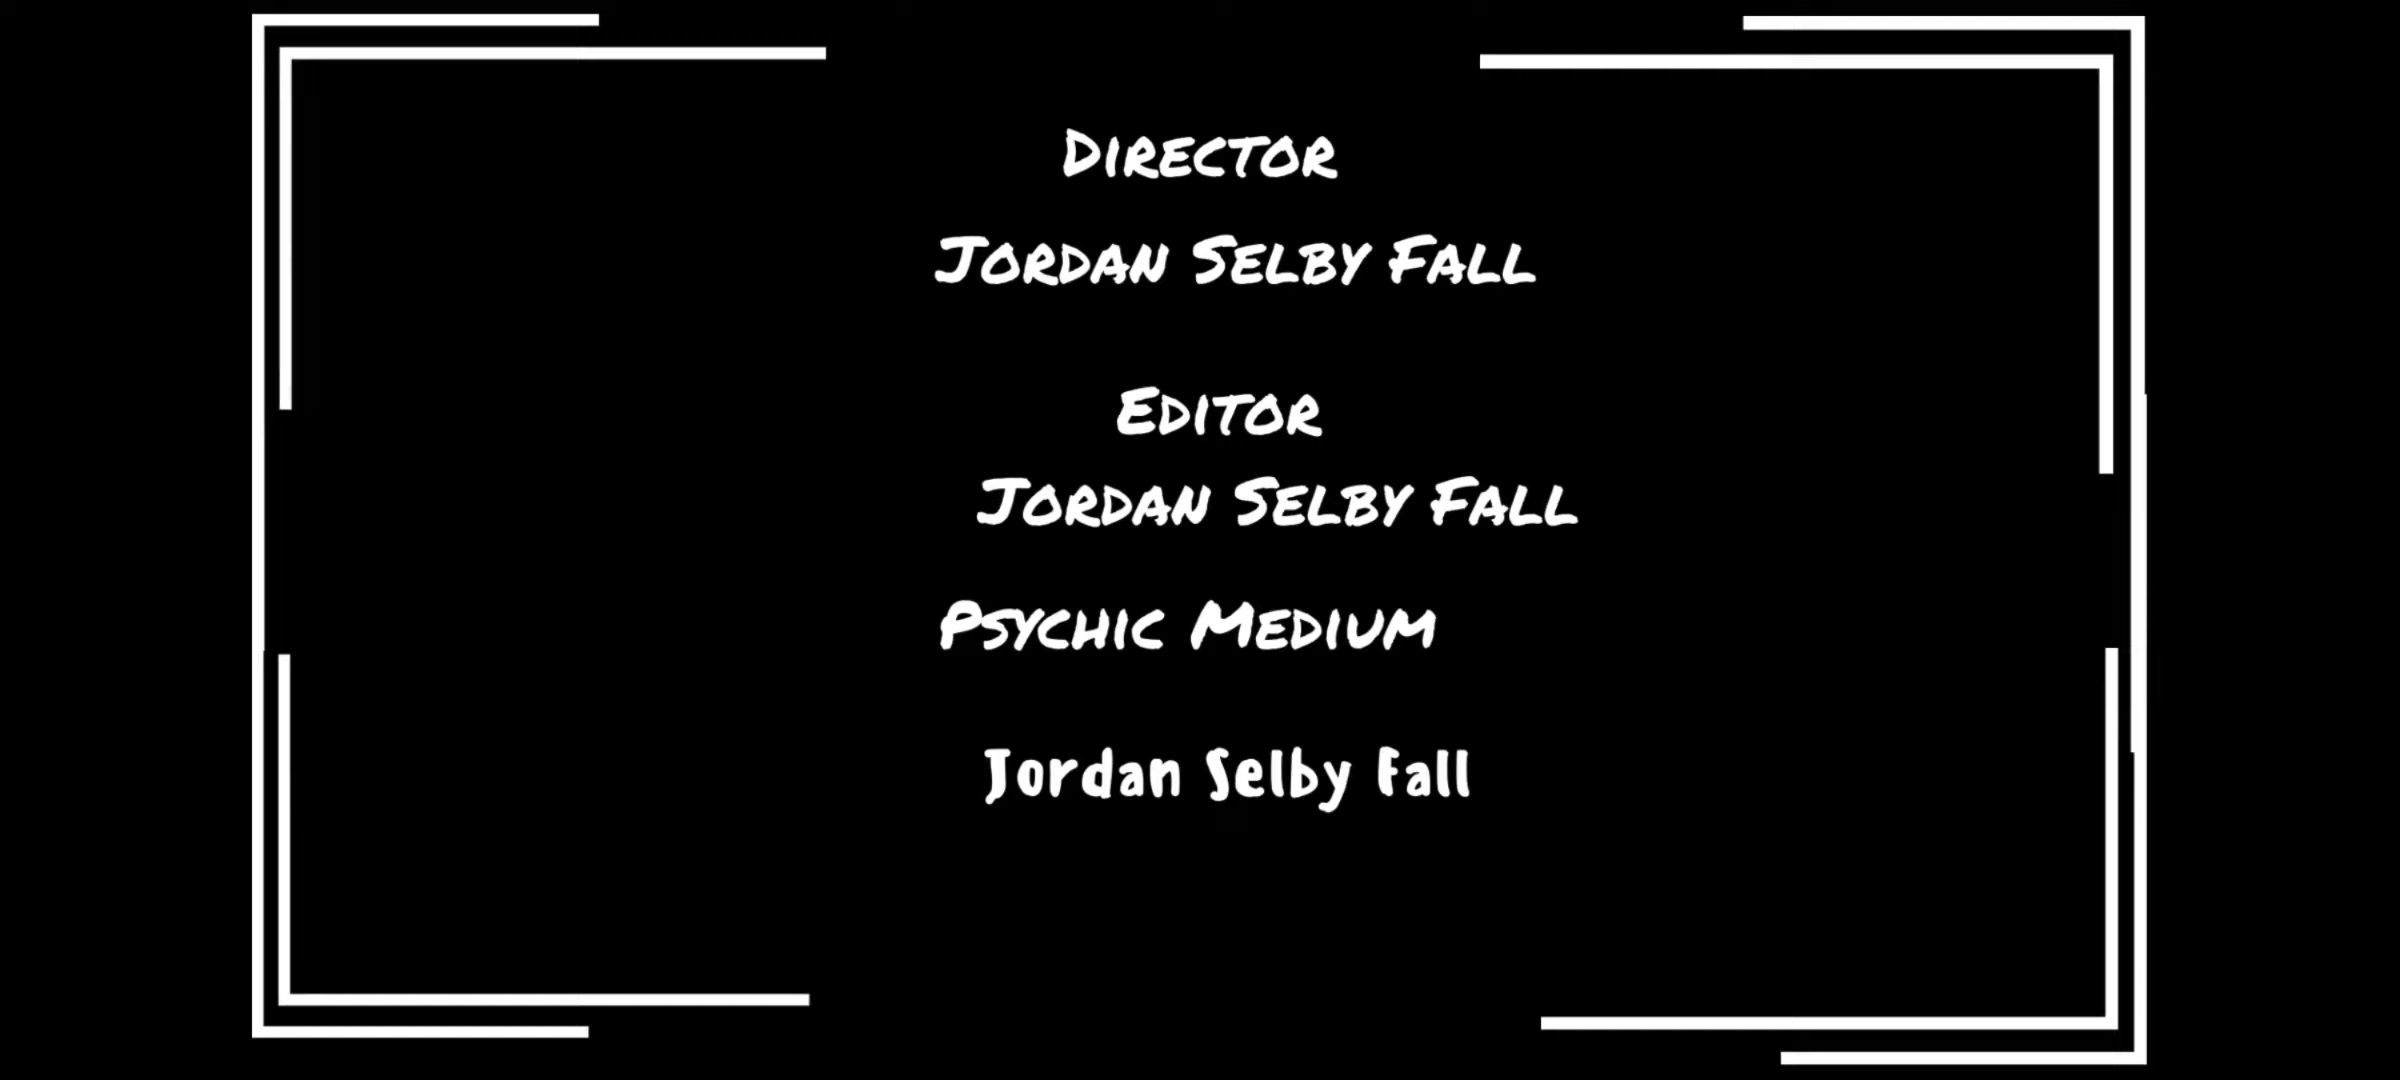 Director
Jordan Selby Fall
Editor
Jordan Selby Fall
Psychic Medium
Jordan Selby Fall